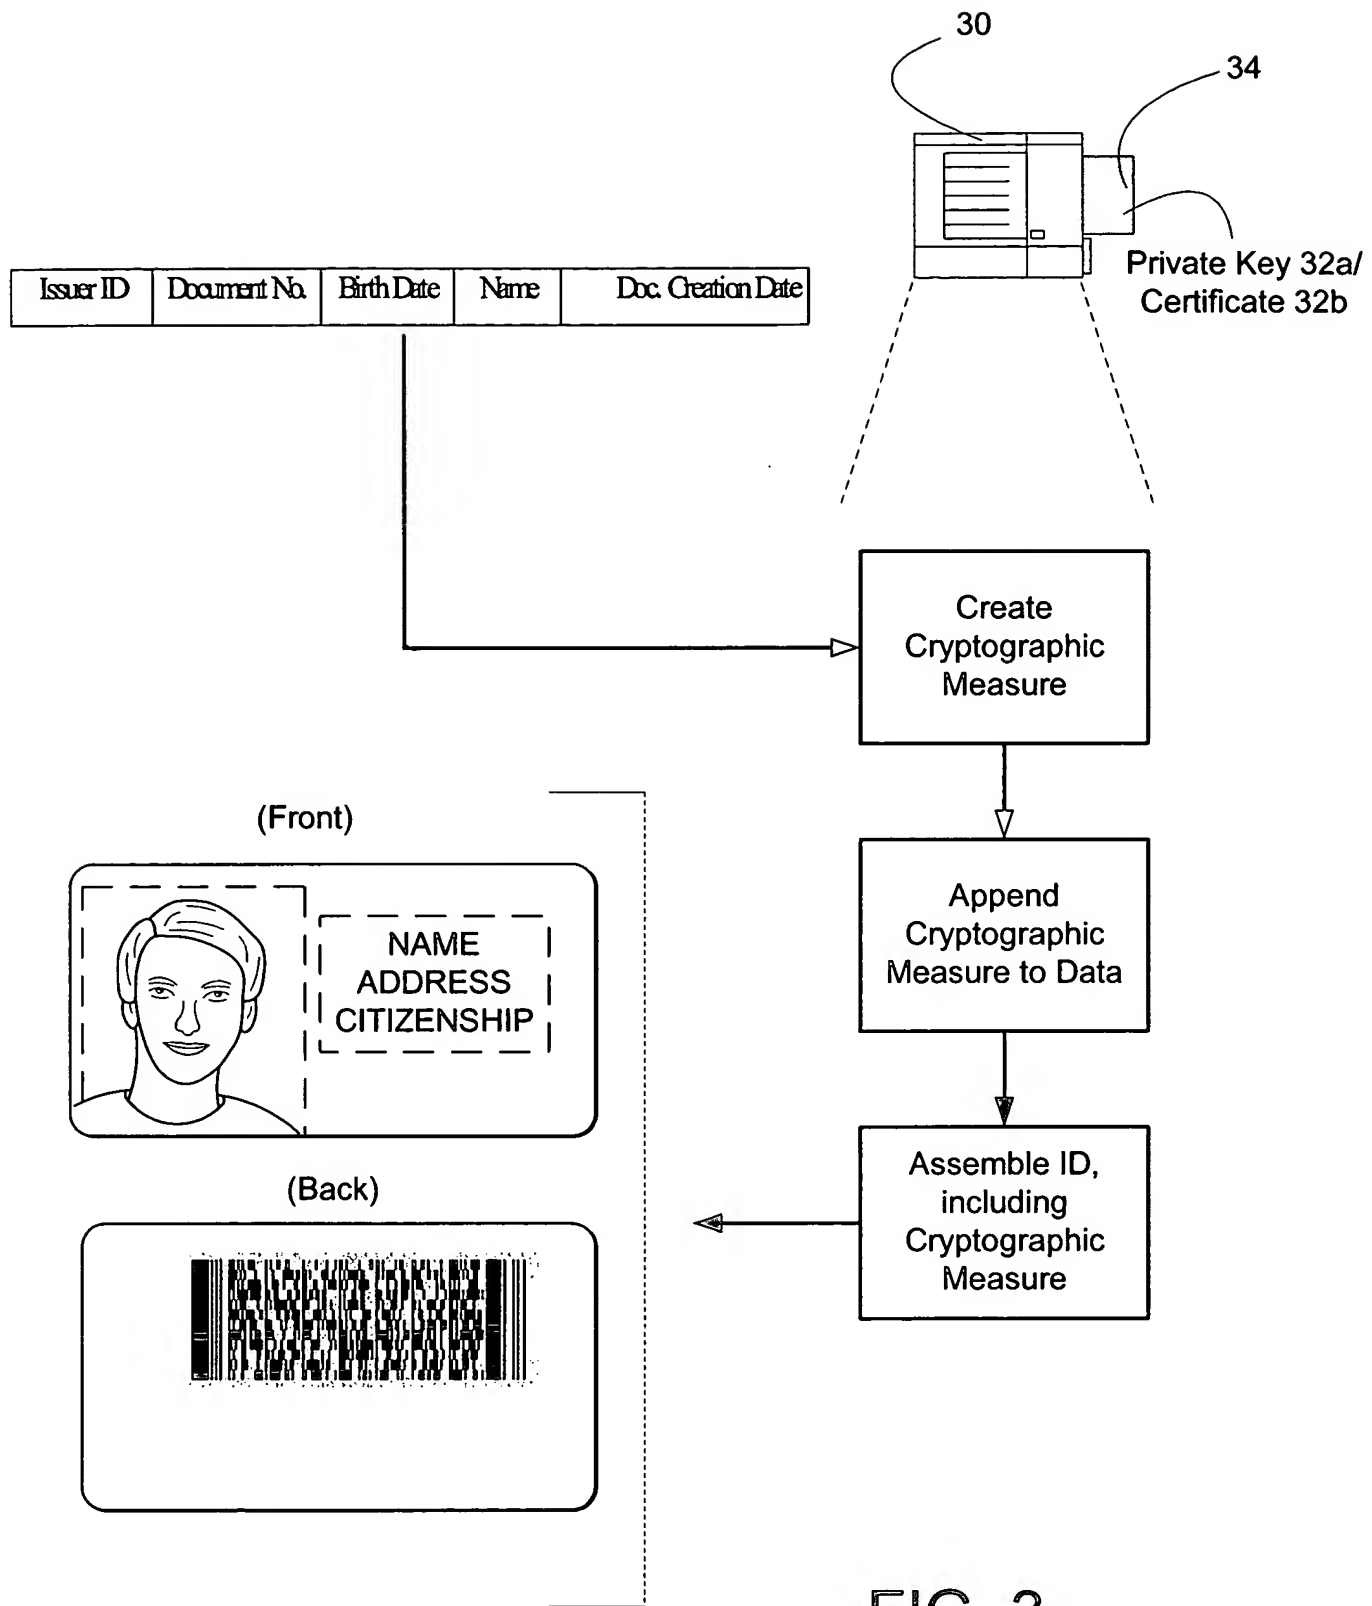 30
34
Private Key 32a/
Certificate 32b
Issuer ID
Document No.
Birth Date
Name
Doc. Creation Date
Create
Cryptographic
Measure
Append
Cryptographic
Measure to Data
Assemble ID,
including
Cryptographic
Measure
(Front)
NAME
ADDRESS
CITIZENSHIP
(Back)